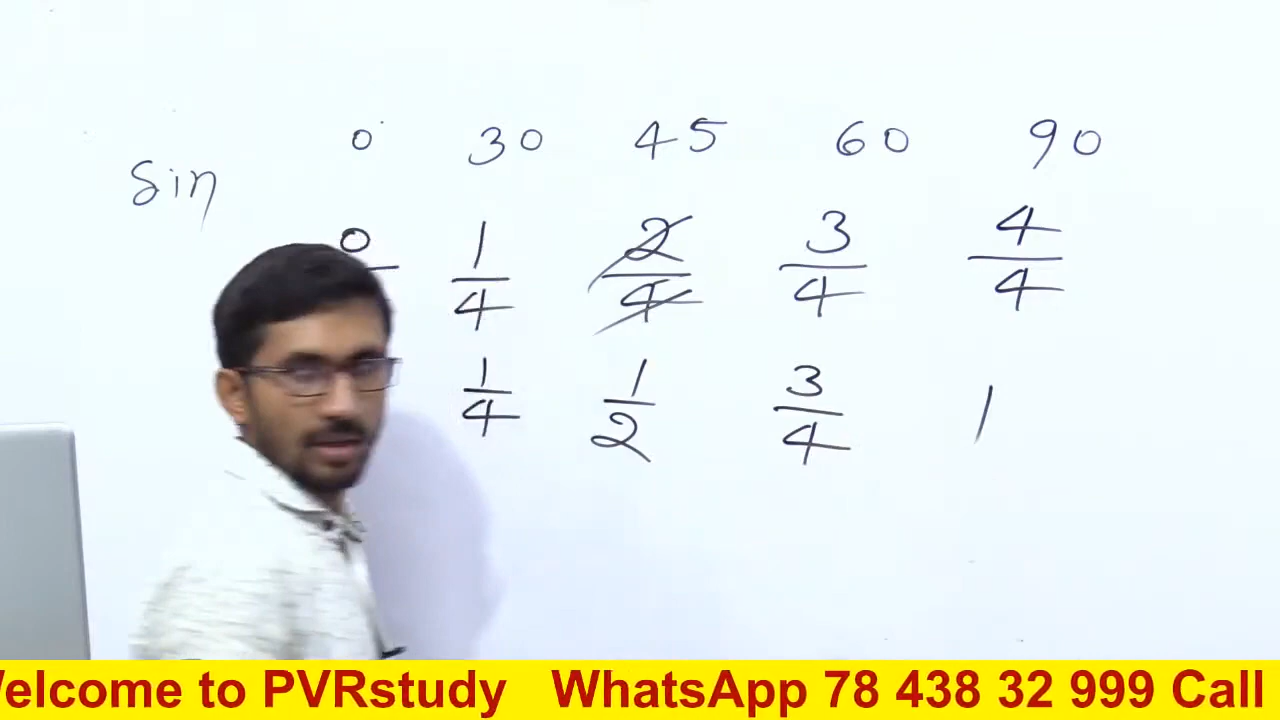 0 30 45 60 90
Sin
0 1/4 2/4 3/4 4/4
1/4 1/2 3/4 1
Welcome to PVRstudy WhatsApp 78 438 32 999 Call